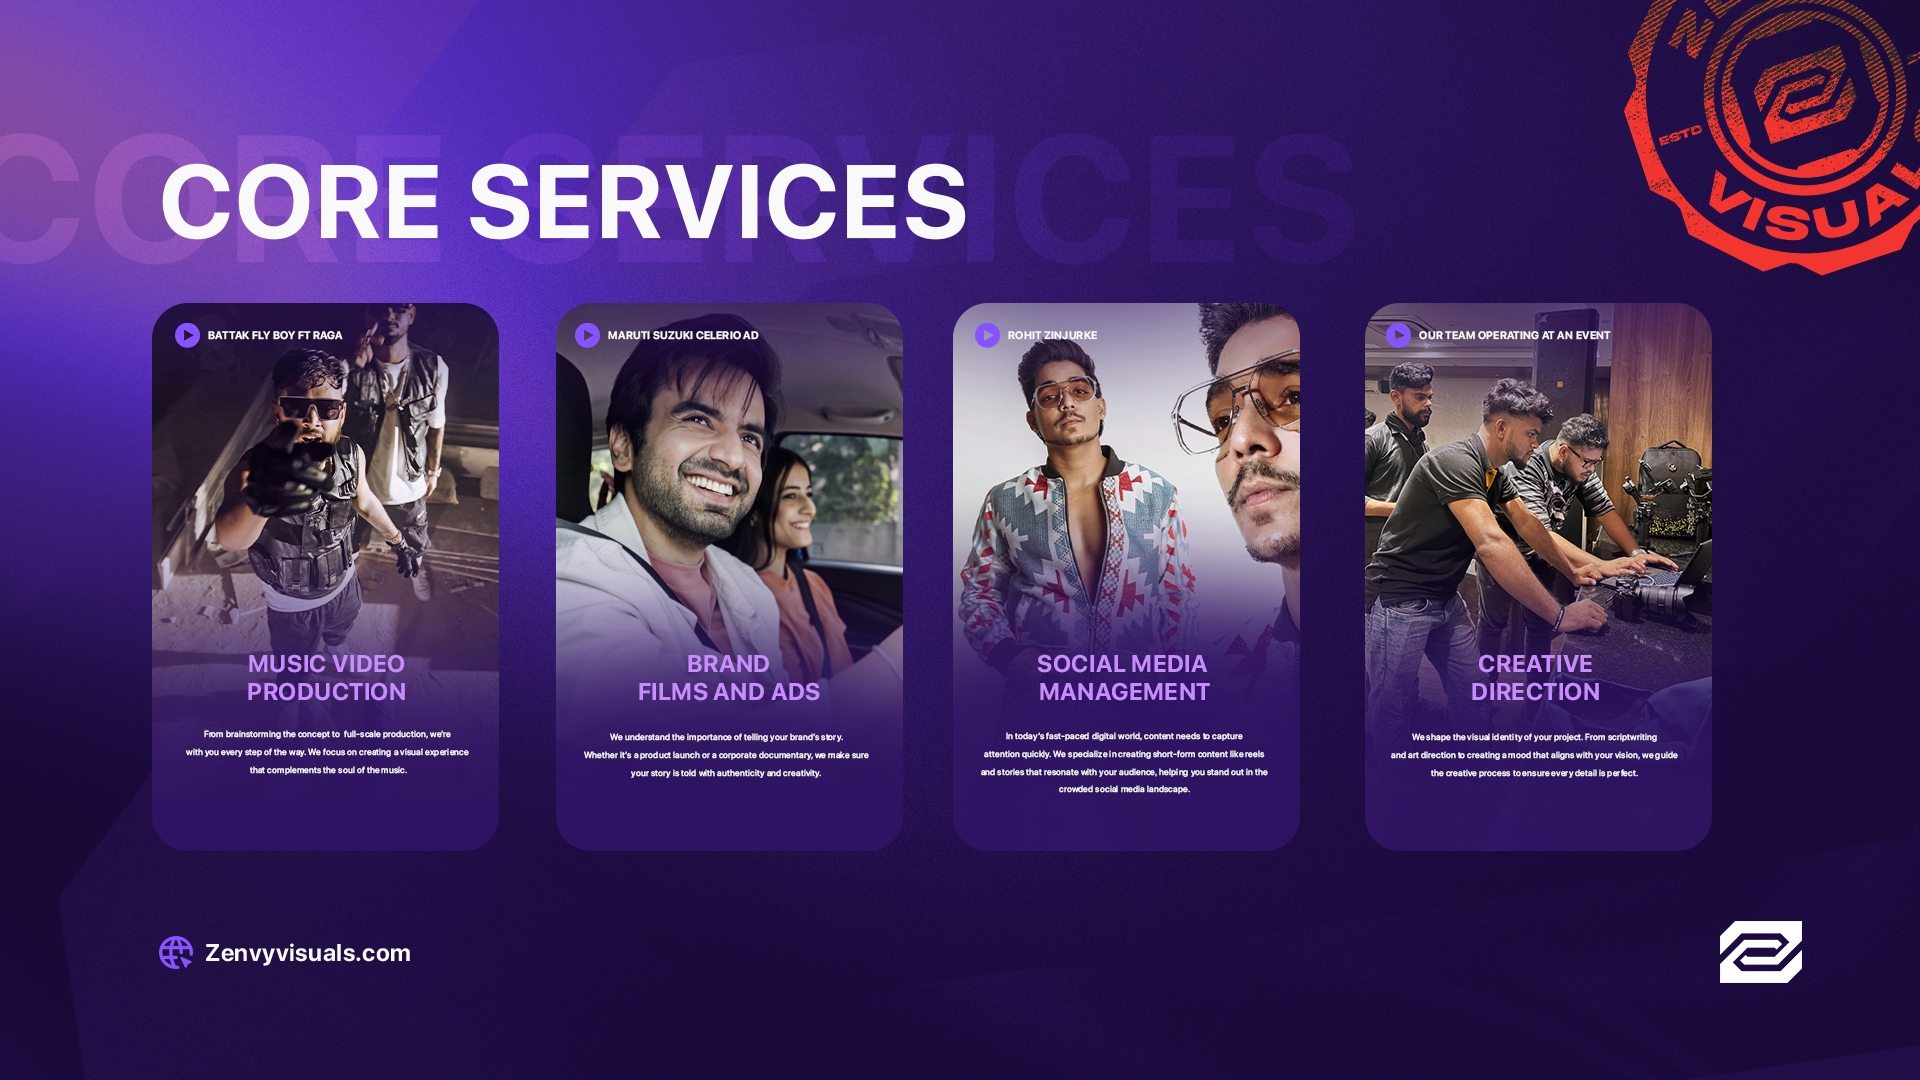 CORE SERVICES
CORE SERVICES
N
ESTD
VISUAL
BATTAK FLY BOY FT RAGA
MUSIC VIDEO
PRODUCTION
From brainstorming the concept to full-scale production, we're
with you every step of the way. We focus on creating a visual experience
that complements the soul of the music.
MARUTI SUZUKI CELERIO AD
BRAND
FILMS AND ADS
We understand the importance of telling your brand's story.
Whether it's a product launch or a corporate documentary, we make sure
your story is told with authenticity and creativity.
ROHIT ZINJURKE
SOCIAL MEDIA
MANAGEMENT
In today's fast-paced digital world, content needs to capture
attention quickly. We specialize in creating short-form content like reels
and stories that resonate with your audience, helping you stand out in the
crowded social media landscape.
OUR TEAM OPERATING AT AN EVENT
CREATIVE
DIRECTION
We shape the visual identity of your project. From scriptwriting
and art direction to creating a mood that aligns with your vision, we guide
the creative process to ensure every detail is perfect.
Zenvyvisuals.com